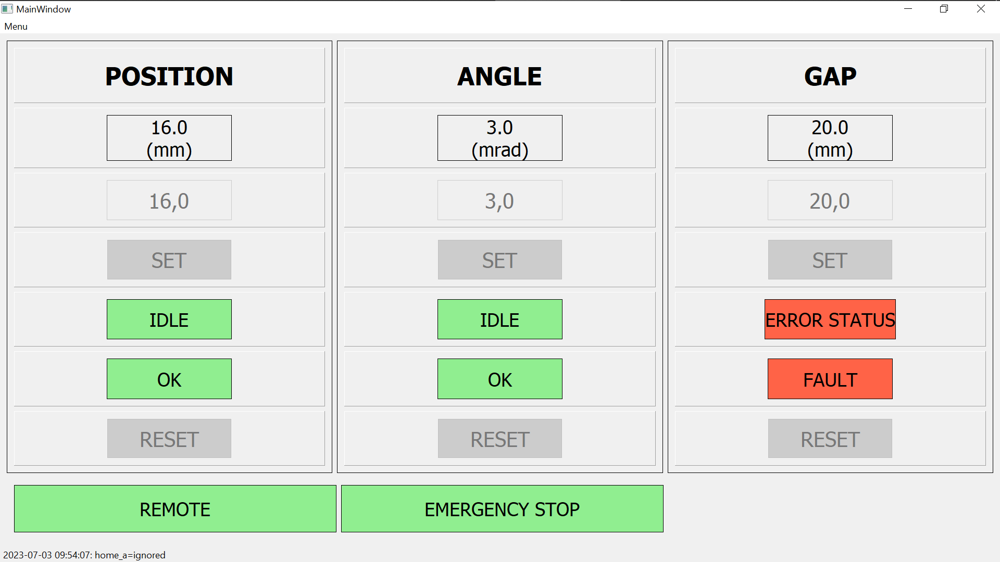 MainWindow
Menu
POSITION
16.0
(mm)
16,0
SET
IDLE
OK
RESET
ANGLE
3.0
(mrad)
3,0
SET
IDLE
OK
RESET
GAP
20.0
(mm)
20,0
SET
ERROR STATUS
FAULT
RESET
REMOTE
EMERGENCY STOP
2023-07-03 09:54:07: home_a=ignored